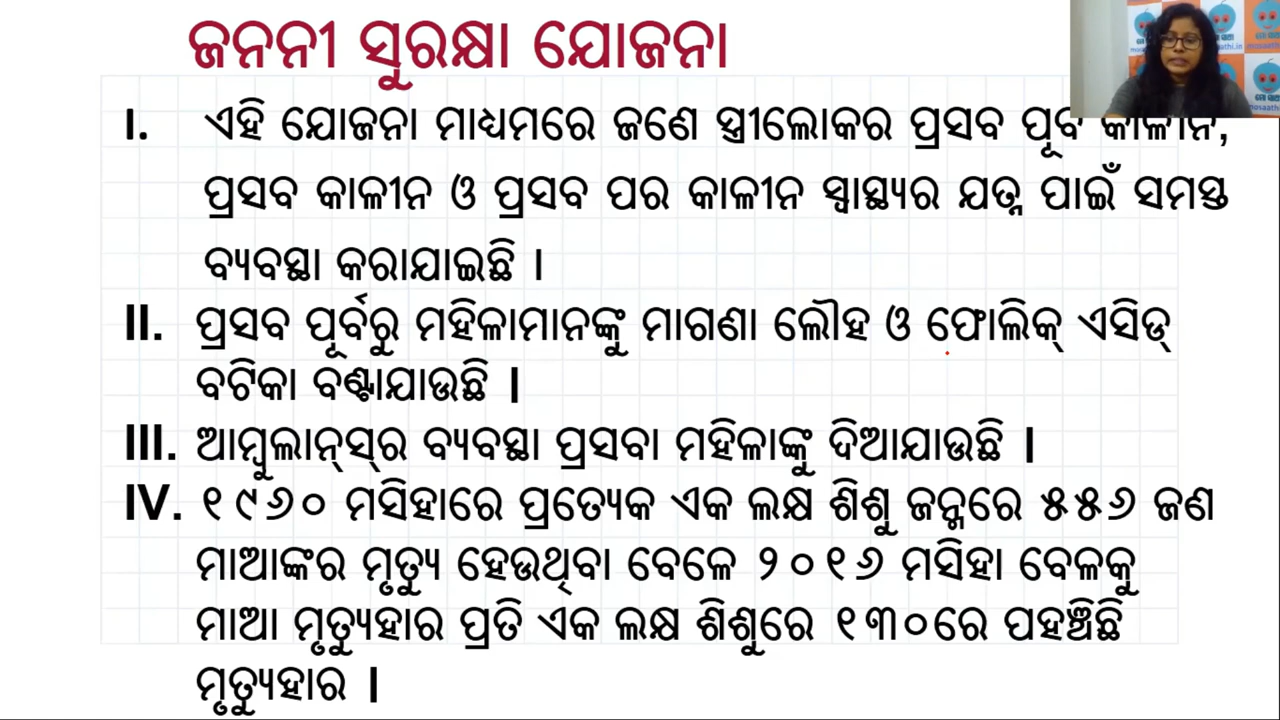 ଜନନୀ ସୁରକ୍ଷା ଯୋଜନା
I. ଏହି ଯୋଜନା ମାଧ୍ୟମରେ ଜଣେ ସ୍ତ୍ରୀଲୋକର ପ୍ରସବ ପୂର୍ବ କାଳୀନ,
ପ୍ରସବ କାଳୀନ ଓ ପ୍ରସବ ପର କାଳୀନ ସ୍ୱାସ୍ଥ୍ୟର ଯତ୍ନ ପାଇଁ ସମସ୍ତ
ବ୍ୟବସ୍ଥା କରାଯାଇଛି ।
II. ପ୍ରସବ ପୂର୍ବରୁ ମହିଳାମାନଙ୍କୁ ମାଗଣା ଲୌହ ଓ ଫୋଲିକ୍ ଏସିଡ୍
ବଟିକା ବଣ୍ଟାଯାଉଛି |
III. ଆମ୍ବୁଲାନ୍ସ୍‌ର ବ୍ୟବସ୍ଥା ପ୍ରସବା ମହିଳାଙ୍କୁ ଦିଆଯାଉଛି |
IV. ୧୯୬୦ ମସିହାରେ ପ୍ରତ୍ୟେକ ଏକ ଲକ୍ଷ ଶିଶୁ ଜନ୍ମରେ ୫୫୬ ଜଣ
ମାଆଙ୍କର ମୃତ୍ୟୁ ହେଉଥିବା ବେଳେ ୨୦୧୬ ମସିହା ବେଳକୁ
ମାଆ ମୃତ୍ୟୁହାର ପ୍ରତି ଏକ ଲକ୍ଷ ଶିଶୁରେ ୧୩୦ରେ ପହଞ୍ଚିଛି
ମୃତ୍ୟୁହାର |